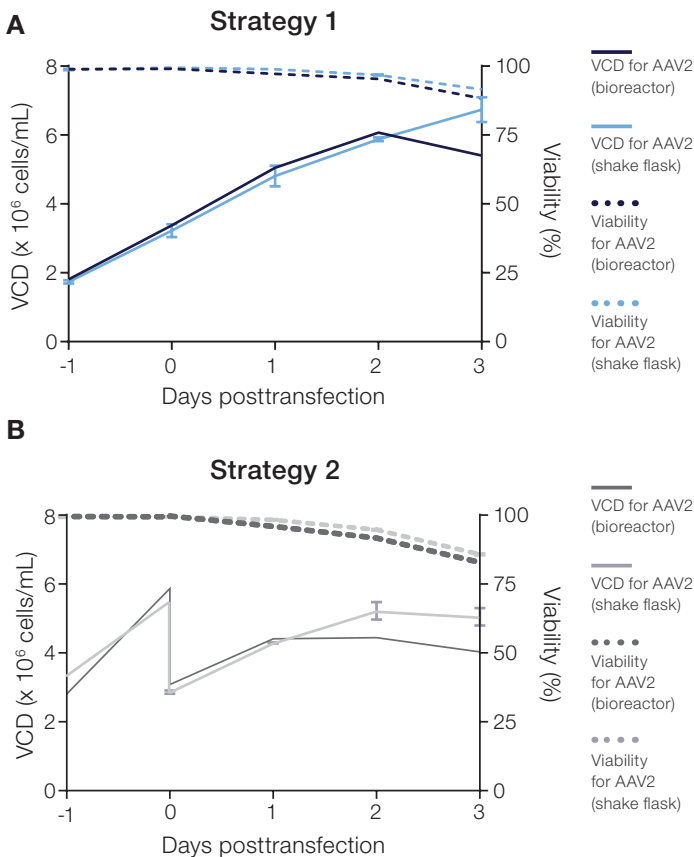 A
Strategy 1
8
6
4
2
0
VCD (x 10⁶ cells/mL)
100
75
50
25
0
Viability (%)
-1
0
1
2
3
Days posttransfection
VCD for AAV2
(bioreactor)
VCD for AAV2
(shake flask)
Viability
for AAV2
(bioreactor)
Viability
for AAV2
(shake flask)
B
Strategy 2
8
6
4
2
0
VCD (x 10⁶ cells/mL)
100
75
50
25
0
Viability (%)
-1
0
1
2
3
Days posttransfection
VCD for AAV2
(bioreactor)
VCD for AAV2
(shake flask)
Viability
for AAV2
(bioreactor)
Viability
for AAV2
(shake flask)